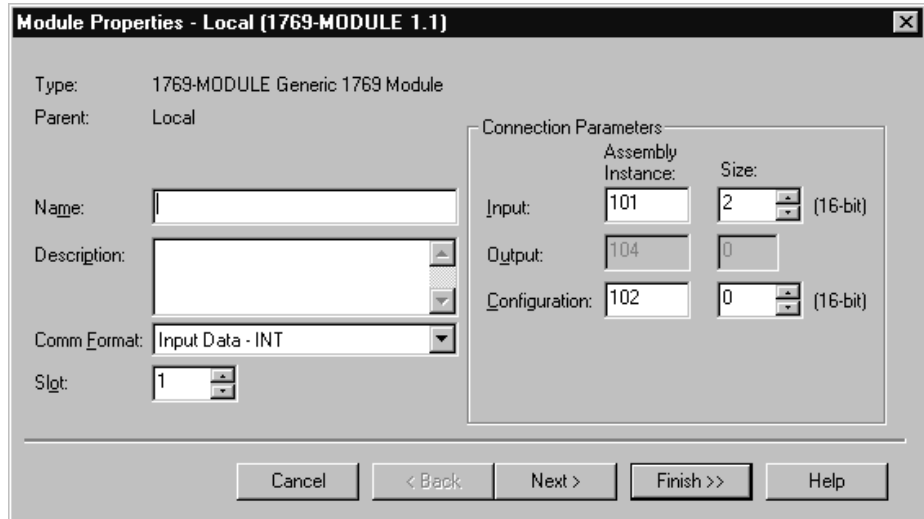 Module Properties - Local (1769-MODULE 1.1)
Type: 1769-MODULE Generic 1769 Module
Parent: Local
Connection Parameters
Assembly Instance: Size:
Name:
Input: 101 2 (16-bit)
Description:
Output: 104 0
Configuration: 102 0 (16-bit)
Comm Format: Input Data - INT
Slot: 1
Cancel < Back Next > Finish >> Help